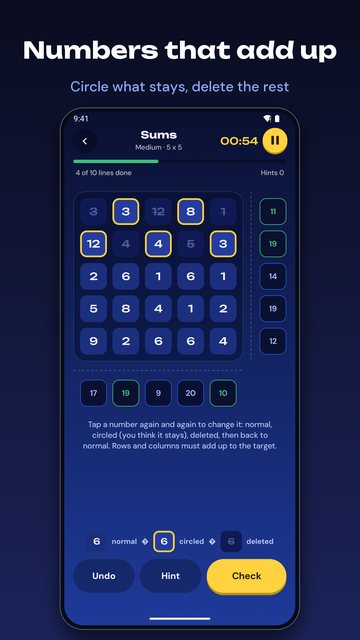 Numbers that add up
Circle what stays, delete the rest
9:41
Sums
Medium · 5 x 5
00:54
4 of 10 lines done
Hints 0
3 3 12 8 1 11
12 4 4 5 3 19
2 6 1 6 1 14
5 8 4 1 2 19
9 2 6 6 4 12
17 19 9 20 10
Tap a number again and again to change it: normal,
circled (you think it stays), deleted, then back to
normal. Rows and columns must add up to the target.
6 normal � 6 circled � 6 deleted
Undo Hint Check